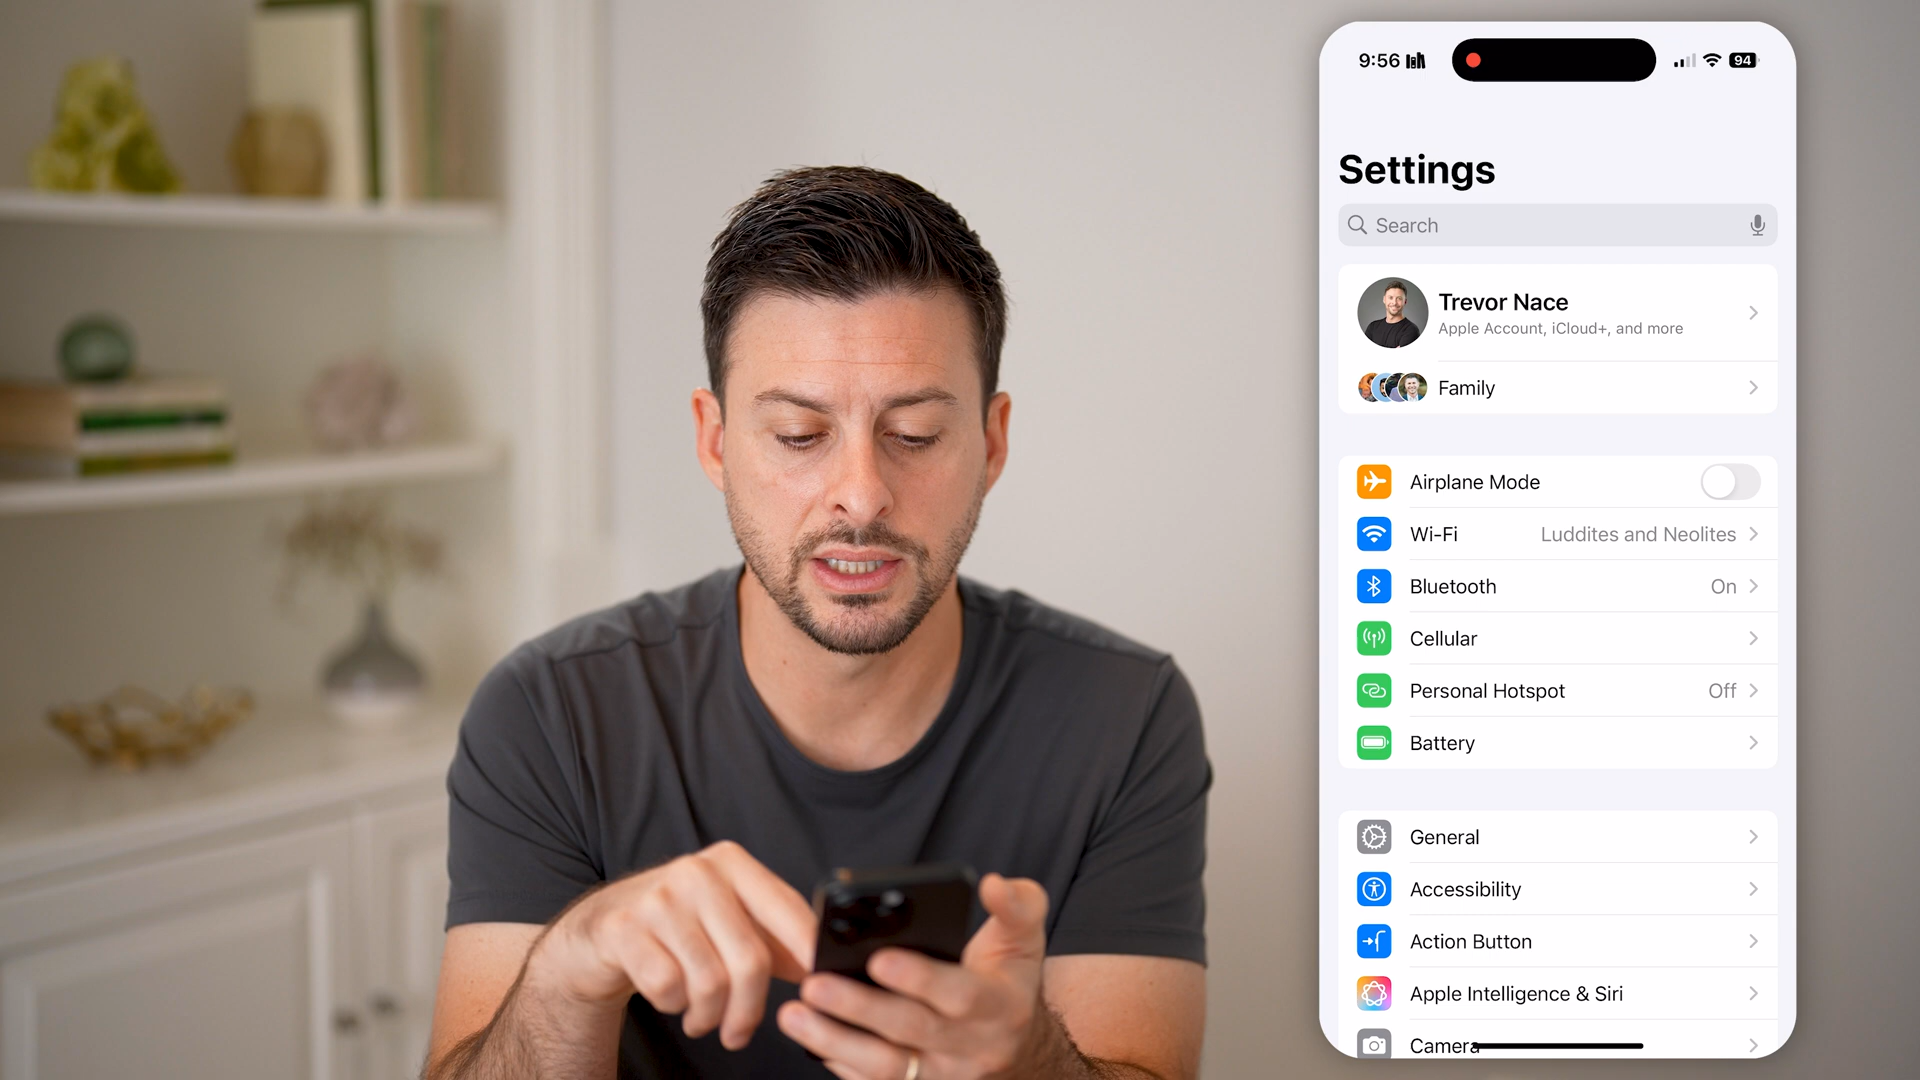 9:56
94
Settings
Search
Trevor Nace
Apple Account, iCloud+, and more
Family
Airplane Mode
Wi-Fi Luddites and Neolites
Bluetooth On
Cellular
Personal Hotspot Off
Battery
General
Accessibility
Action Button
Apple Intelligence & Siri
Camera